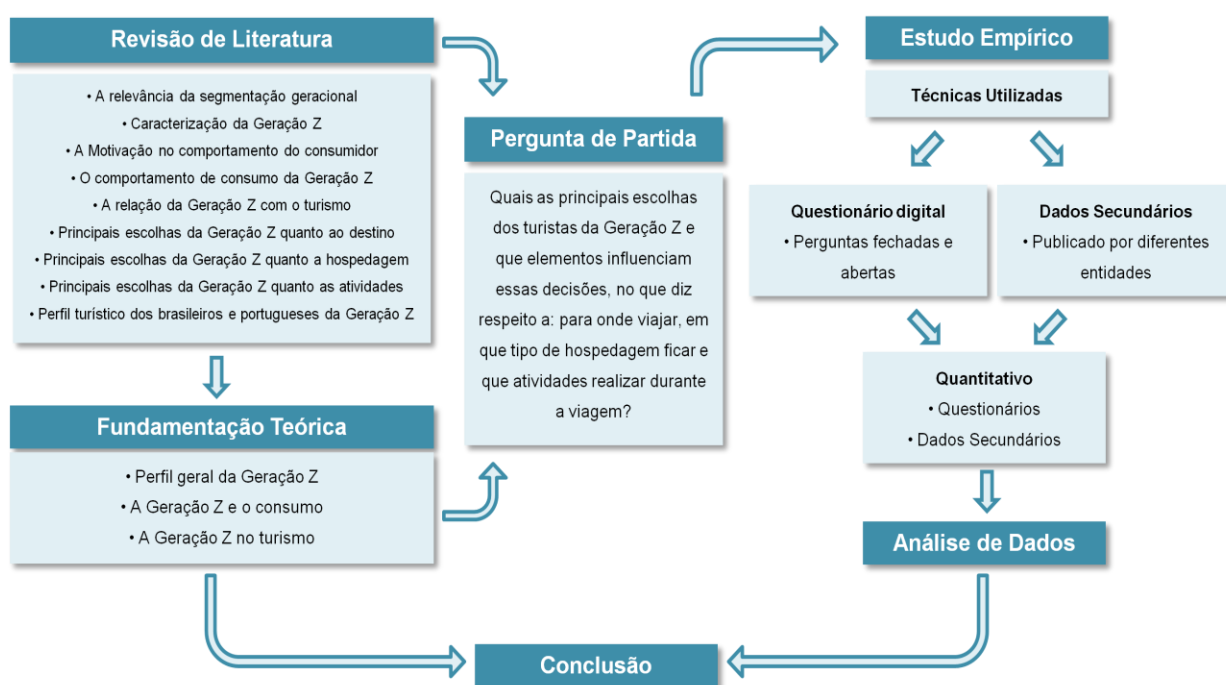 Revisão de Literatura
• A relevância da segmentação geracional
• Caracterização da Geração Z
• A Motivação no comportamento do consumidor
• O comportamento de consumo da Geração Z
• A relação da Geração Z com o turismo
• Principais escolhas da Geração Z quanto ao destino
• Principais escolhas da Geração Z quanto a hospedagem
• Principais escolhas da Geração Z quanto as atividades
• Perfil turístico dos brasileiros e portugueses da Geração Z
Fundamentação Teórica
• Perfil geral da Geração Z
• A Geração Z e o consumo
• A Geração Z no turismo
Pergunta de Partida
Quais as principais escolhas
dos turistas da Geração Z e
que elementos influenciam
essas decisões, no que diz
respeito a: para onde viajar, em
que tipo de hospedagem ficar e
que atividades realizar durante
a viagem?
Estudo Empírico
Técnicas Utilizadas
Questionário digital
• Perguntas fechadas e
abertas
Dados Secundários
• Publicado por diferentes
entidades
Quantitativo
• Questionários
• Dados Secundários
Análise de Dados
Conclusão